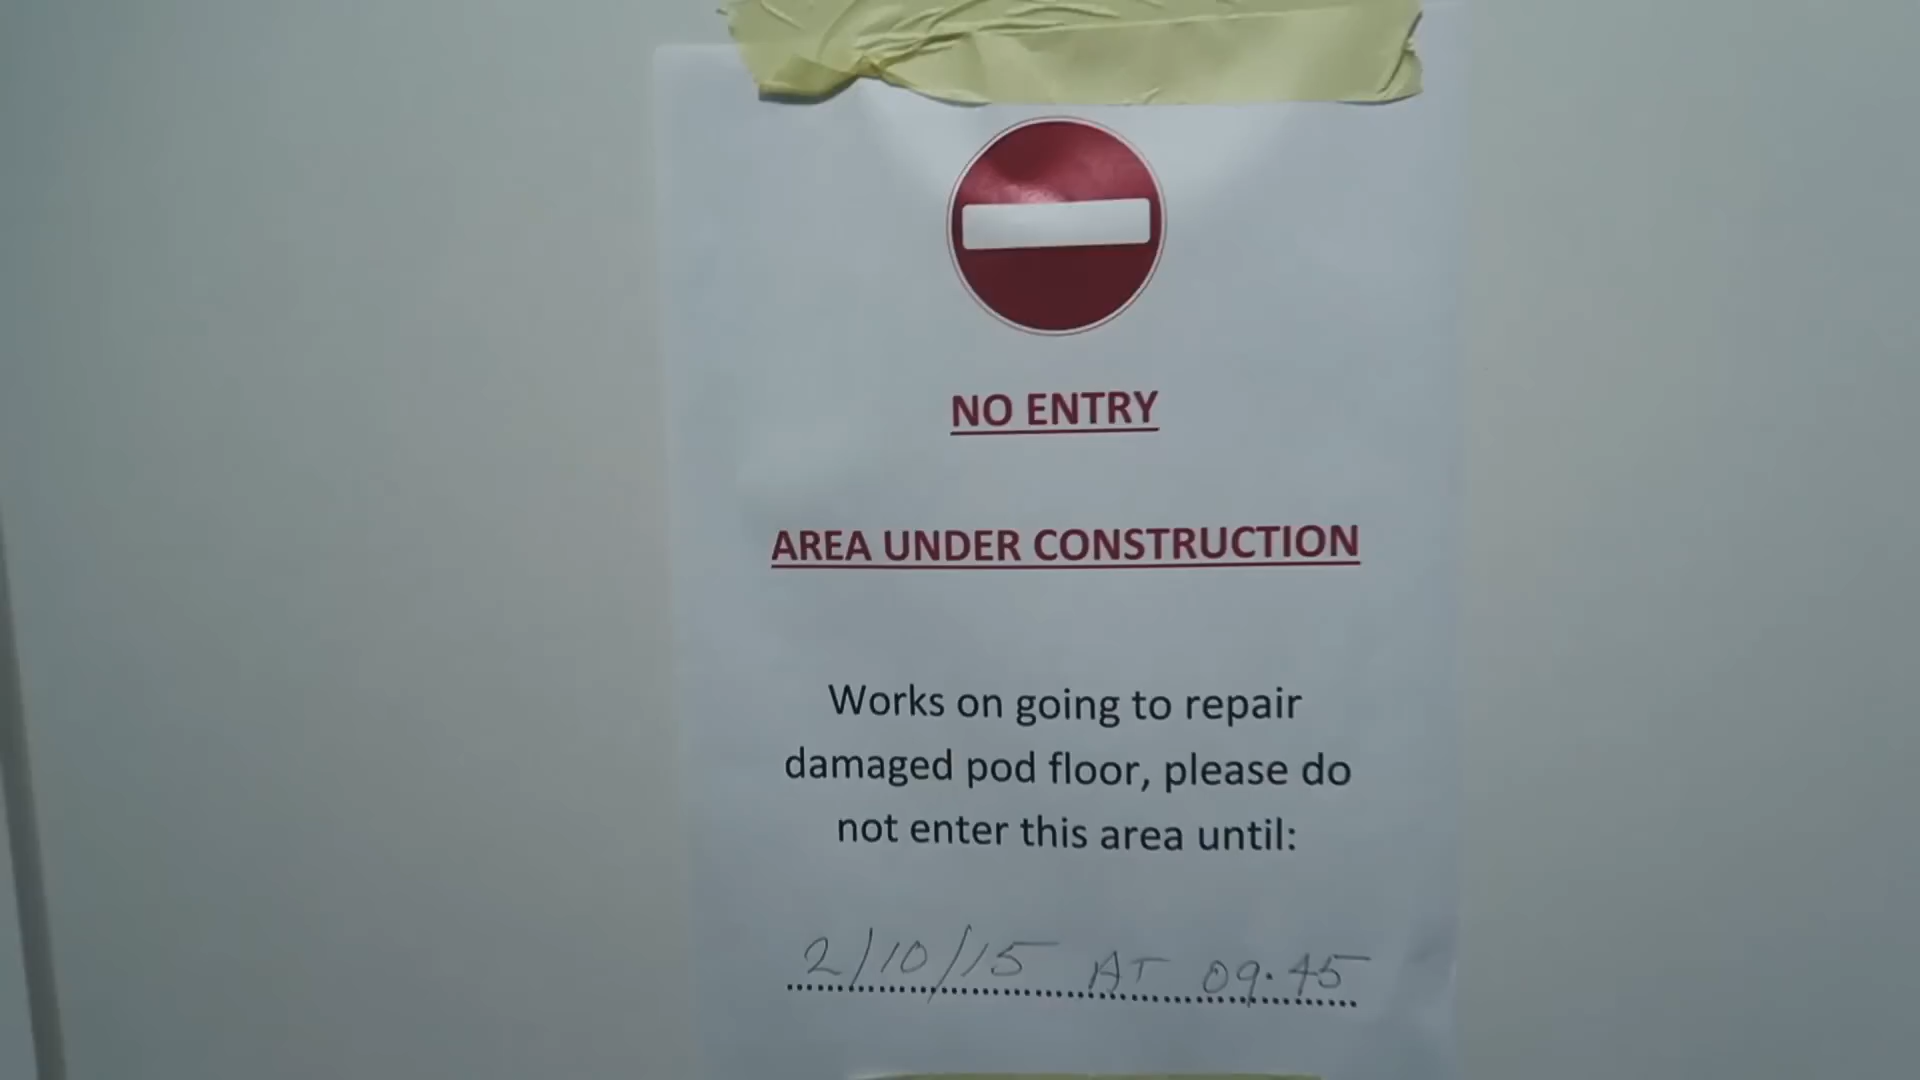 NO ENTRY
AREA UNDER CONSTRUCTION
Works on going to repair
damaged pod floor, please do
not enter this area until:
2/10/15 AT 09.45